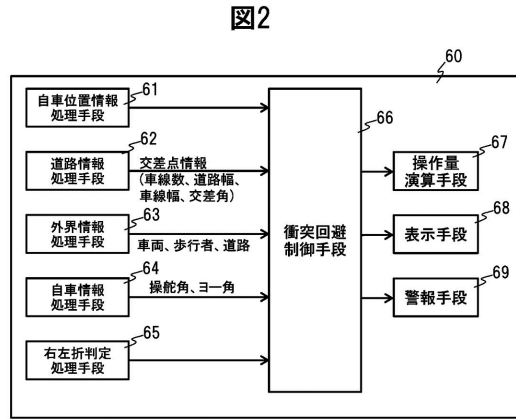 図2
60
自車位置情報
処理手段
61
道路情報
処理手段
62
交差点情報
(車線数、道路幅、
車線幅、交差角)
外界情報
処理手段
63
車両、歩行者、道路
自車情報
処理手段
64
操舵角、ヨー角
右左折判定
処理手段
65
衝突回避
制御手段
66
操作量
演算手段
67
表示手段
68
警報手段
69